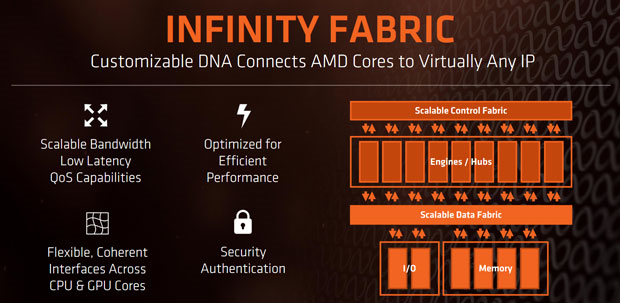 INFINITY FABRIC
Customizable DNA Connects AMD Cores to Virtually Any IP
Scalable Bandwidth
Low Latency
QoS Capabilities
Optimized for
Efficient
Performance
Flexible, Coherent
Interfaces Across
CPU & GPU Cores
Security
Authentication
Scalable Control Fabric
Engines / Hubs
Scalable Data Fabric
I/O
Memory